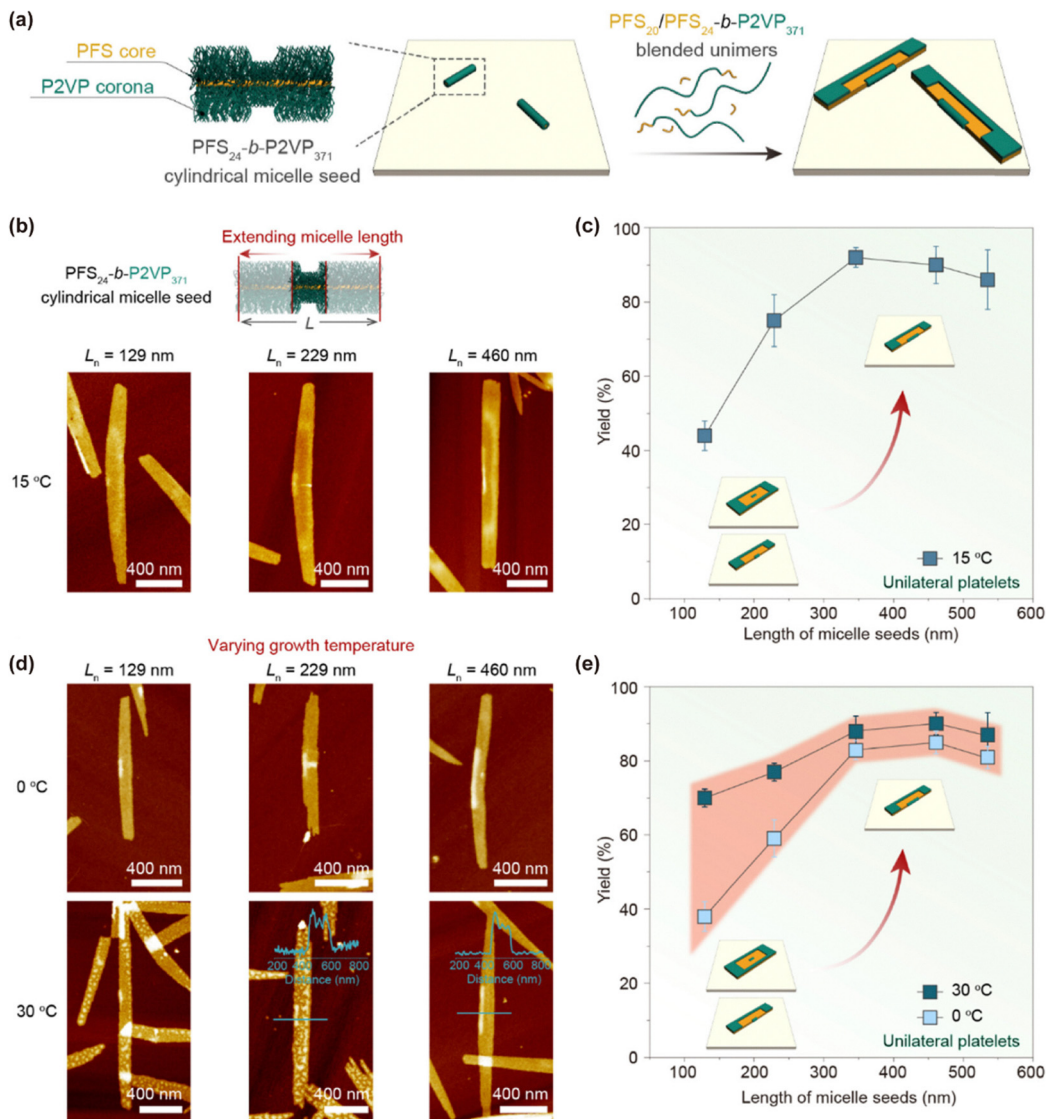 (a)
PFS core
P2VP corona
PFS₂₄-b-P2VP₃₇₁
cylindrical micelle seed
PFS₂₀/PFS₂₄-b-P2VP₃₇₁
blended unimers
(b)
Extending micelle length
PFS₂₄-b-P2VP₃₇₁
cylindrical micelle seed
L
Lₙ = 129 nm
Lₙ = 229 nm
Lₙ = 460 nm
15 °C
400 nm
400 nm
400 nm
(c)
Yield (%)
100
80
60
40
20
0
100 200 300 400 500 600
Length of micelle seeds (nm)
15 °C
Unilateral platelets
(d)
Varying growth temperature
Lₙ = 129 nm
Lₙ = 229 nm
Lₙ = 460 nm
0 °C
400 nm
400 nm
400 nm
30 °C
200 400 600 800
Distance (nm)
200 400 600 800
Distance (nm)
400 nm
400 nm
400 nm
(e)
Yield (%)
100
80
60
40
20
0
100 200 300 400 500 600
Length of micelle seeds (nm)
30 °C
0 °C
Unilateral platelets